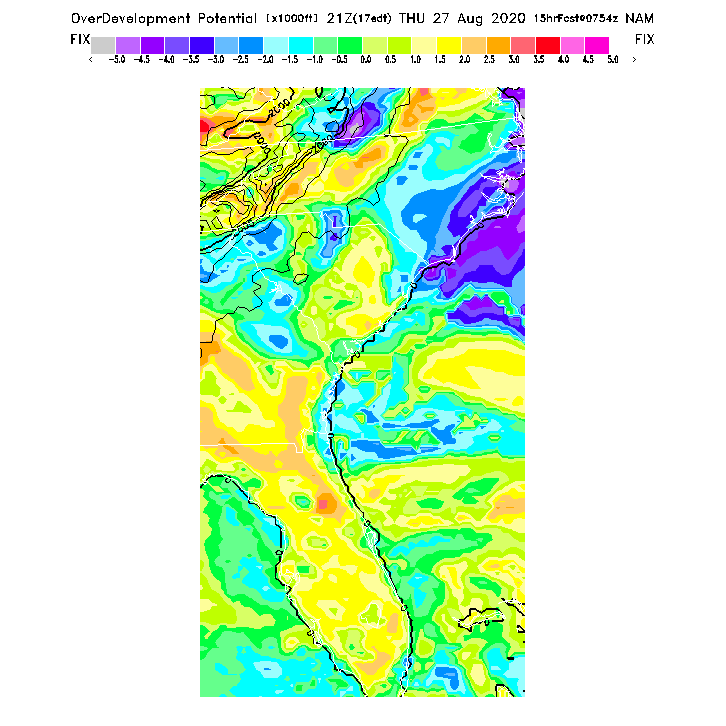 OverDevelopment Potential [x1000ft] 21Z(17edt) THU 27 Aug 2020 15hrFcst@0754z NAM
FIX FIX
< -5.0 -4.5 -4.0 -3.5 -3.0 -2.5 -2.0 -1.5 -1.0 -0.5 0.0 0.5 1.0 1.5 2.0 2.5 3.0 3.5 4.0 4.5 5.0 >
2000
2000